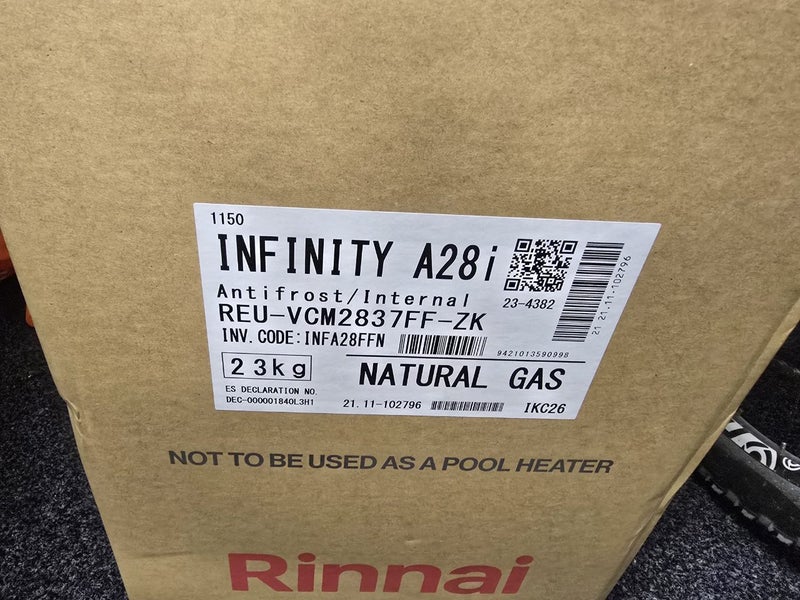 1150
INFINITY A28i
Antifrost/Internal
23-4382
REU-VCM2837FF-ZK
INV. CODE:INFA28FFN
9421013590998
21 21.11-102796
23kg
NATURAL GAS
ES DECLARATION NO.
DEC-000001840L3H1
21.11-102796
IKC26
NOT TO BE USED AS A POOL HEATER
Rinnai